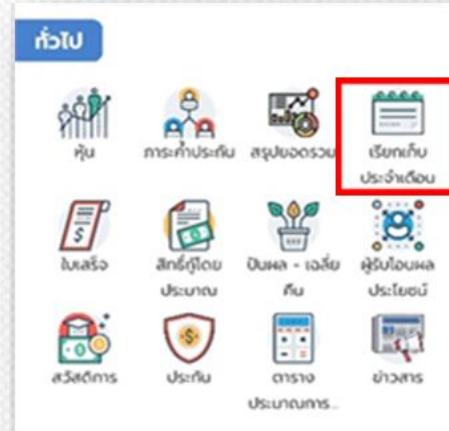 ทั่วไป
หุ้น ภาระค้ำประกัน สรุปยอดรวม เรียกเก็บ
ประจำเดือน
ใบเสร็จ สิทธิ์กู้โดย ปันผล - เฉลี่ย ผู้รับโอนผล
ประมาณ คืน ประโยชน์
สวัสดิการ ประกัน ตาราง ข่าวสาร
ประมาณการ...